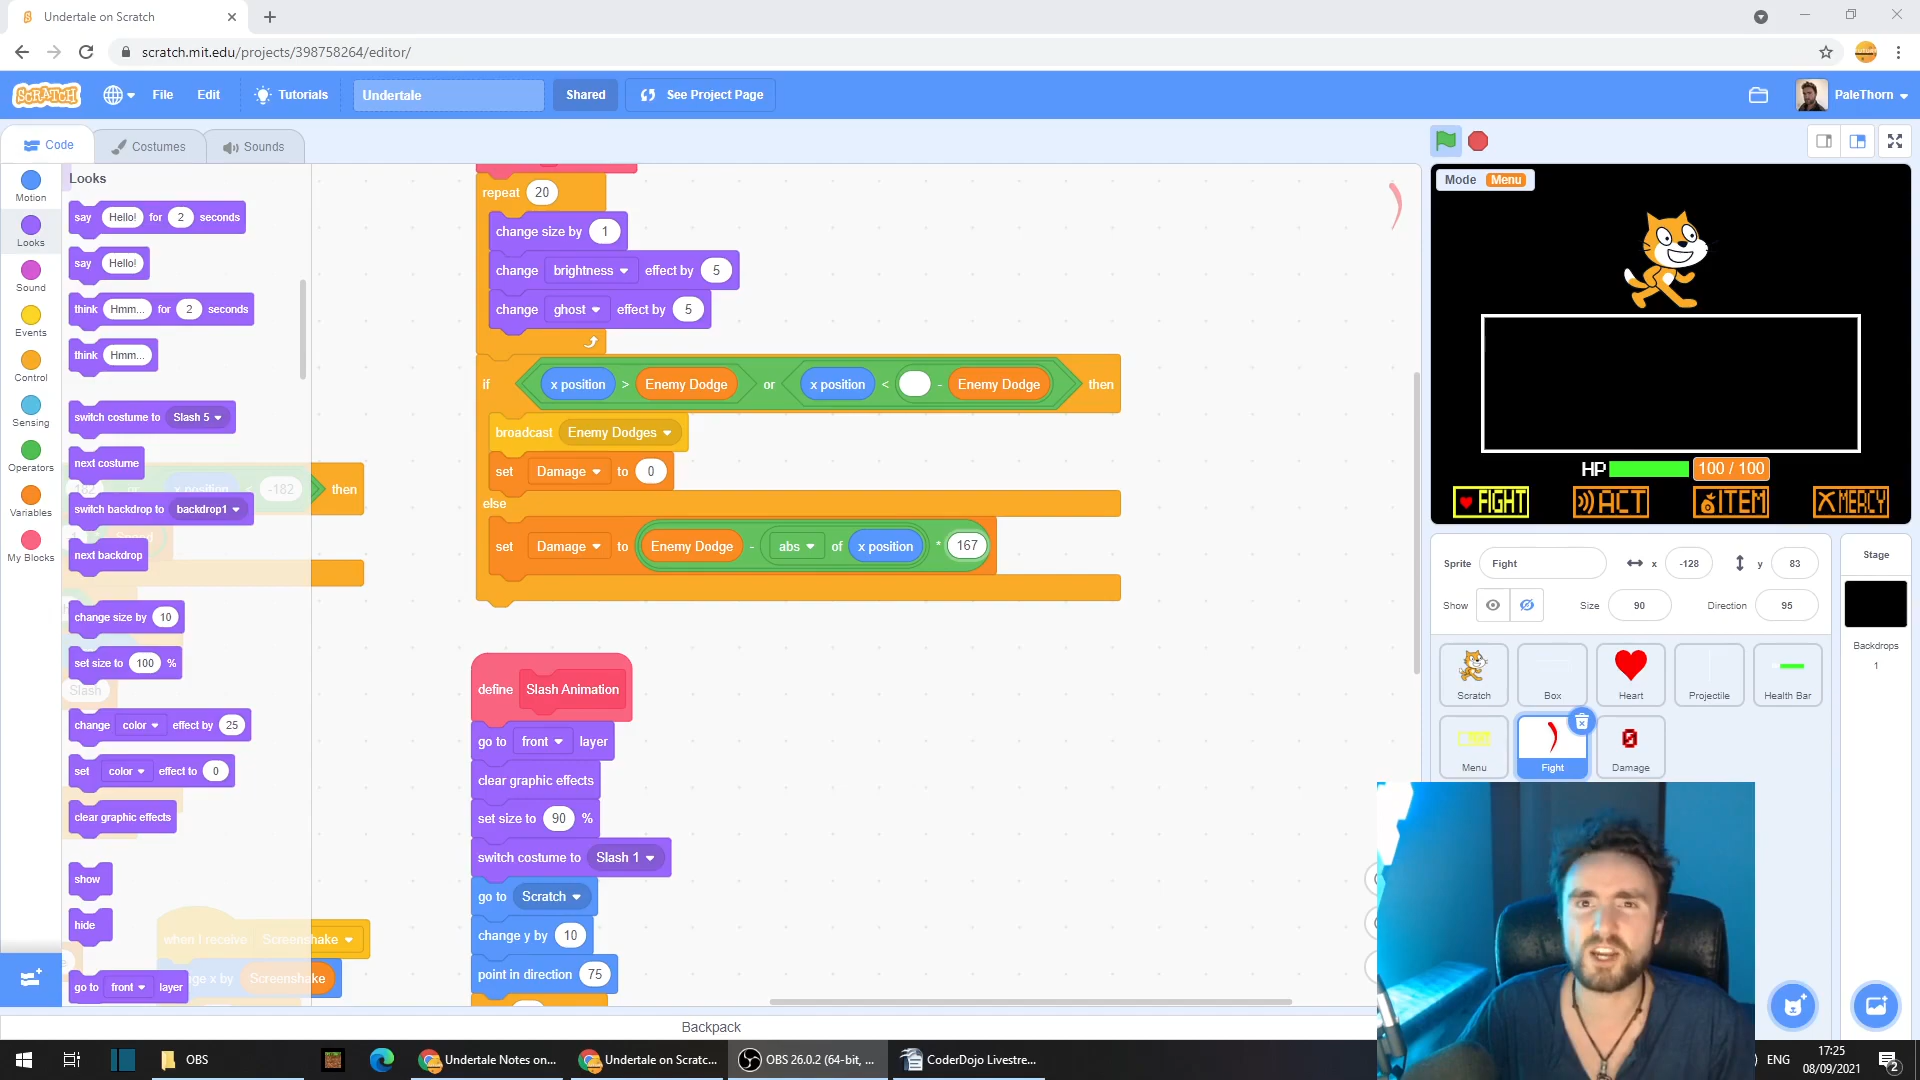 Undertale on Scratch
scratch.mit.edu/projects/398758264/editor/
SCRATCH
File
Edit
Tutorials
Undertale
Shared
See Project Page
PaleThorn
Code
Costumes
Sounds
Motion
Looks
Sound
Events
Control
Sensing
Operators
Variables
My Blocks
Looks
say Hello! for 2 seconds
say Hello!
think Hmm... for 2 seconds
think Hmm...
switch costume to Slash 5
next costume
x position
-182
then
switch backdrop to backdrop1
next backdrop
change size by 10
set size to 100 %
Slash
change color effect by 25
set color effect to 0
clear graphic effects
show
hide
when I receive Screenshake
ge x by Screenshake
go to front layer
repeat 20
change size by 1
change brightness effect by 5
change ghost effect by 5
if x position > Enemy Dodge or x position < - Enemy Dodge then
broadcast Enemy Dodges
set Damage to 0
else
set Damage to Enemy Dodge - abs of x position * 167
define Slash Animation
go to front layer
clear graphic effects
set size to 90 %
switch costume to Slash 1
go to Scratch
change y by 10
point in direction 75
Mode Menu
HP 100 / 100
FIGHT
ACT
ITEM
MERCY
Sprite Fight x -128 y 83
Show Size 90 Direction 95
Stage
Backdrops
1
Scratch
Box
Heart
Projectile
Health Bar
Menu
Fight
Damage
Backpack
OBS
Undertale Notes on...
Undertale on Scratc...
OBS 26.0.2 (64-bit, ...
CoderDojo Livestre...
ENG
17:25
08/09/2021
2